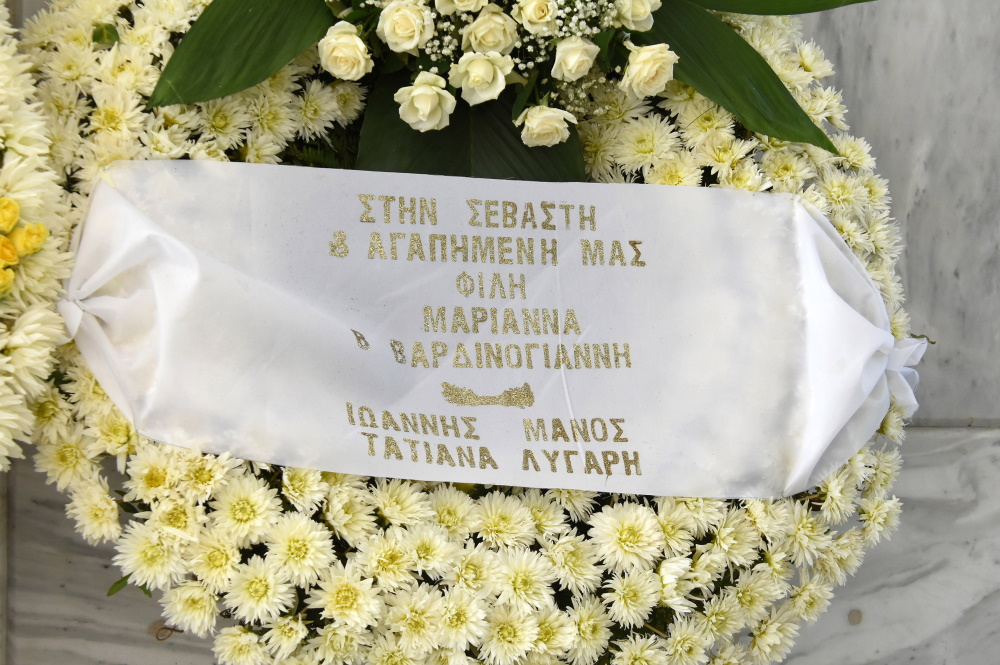 ΣΤΗΝ ΣΕΒΑΣΤΗ
& ΑΓΑΠΗΜΕΝΗ ΜΑΣ
ΦΙΛΗ
ΜΑΡΙΑΝΝΑ
Β ΒΑΡΔΙΝΟΓΙΑΝΝΗ
ΙΩΑΝΝΗΣ ΜΑΝΟΣ
ΤΑΤΙΑΝΑ ΛΥΓΑΡΗ